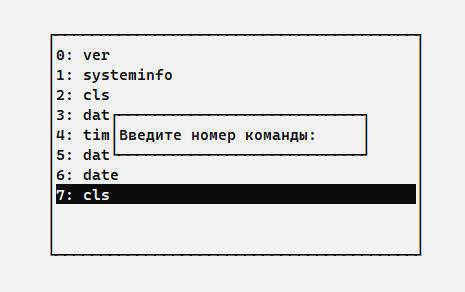 0: ver
1: systeminfo
2: cls
3: dat
4: tim
Введите номер команды:
5: dat
6: date
7: cls